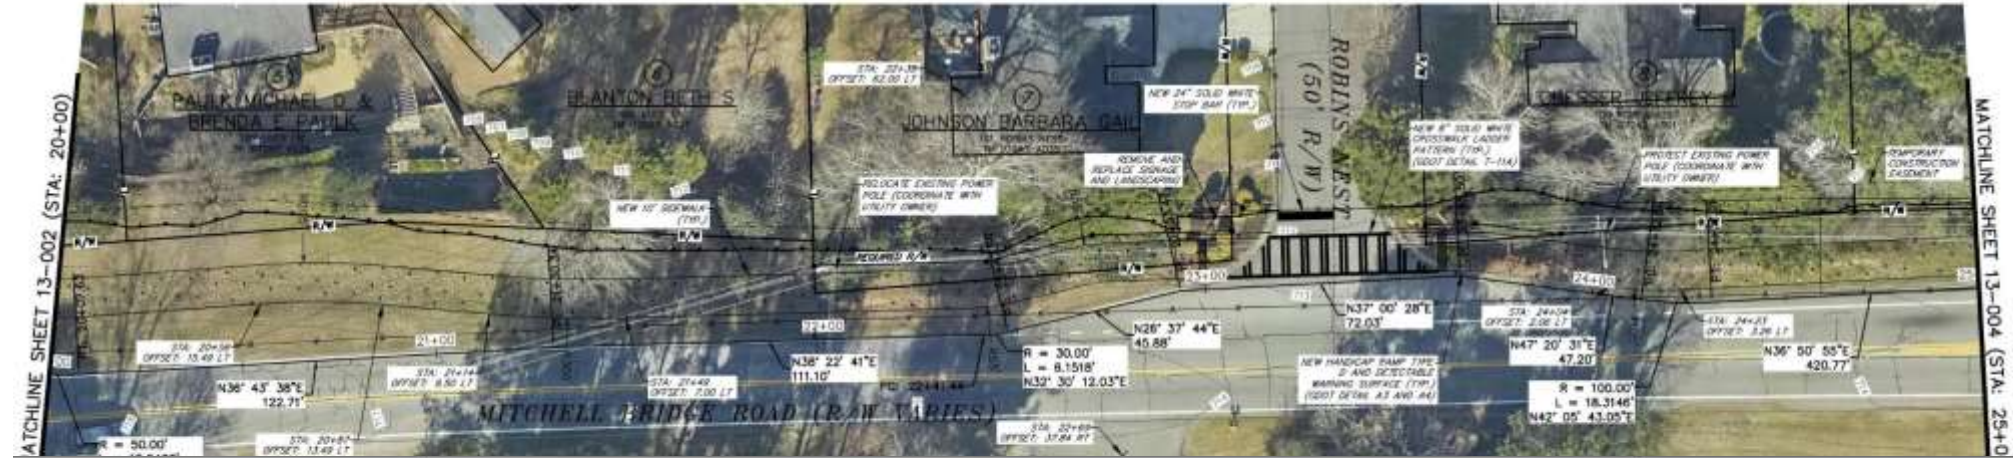 MATCHLINE SHEET 13-002 (STA: 20+00)
5
PAULK MICHAEL D &
BRENDA E PAULK
6
BLANTON BETH S
STA: 22+38
OFFSET: 62.00 LT
7
JOHNSON BARBARA GAIL
NEW 24" SOLID WHITE
STOP BAR (TYP.)
ROBINS NEST
(50' R/W)
NEW 8" SOLID WHITE
CROSSWALK LADDER
PATTERN (TYP.)
(GDOT DETAIL T-11A)
8
JEFFREY
REMOVE AND
REPLACE SIGNAGE
AND LANDSCAPING
PROTECT EXISTING POWER
POLE (COORDINATE WITH
UTILITY OWNER)
TEMPORARY
CONSTRUCTION
EASEMENT
RELOCATE EXISTING POWER
POLE (COORDINATE WITH
UTILITY OWNER)
NEW 10' SIDEWALK
(TYP.)
R/W
R/W
R/W
REQUIRED R/W
R/W
R/W
R/W
R/W
R/W
21+00
22+00
23+00
24+00
25
STA: 20+38
OFFSET: 15.49 LT
N36° 43' 38"E
122.71'
STA: 21+14
OFFSET: 9.50 LT
STA: 21+49
OFFSET: 7.00 LT
N38° 22' 41"E
111.10'
R = 30.00'
L = 6.1518'
N32° 30' 12.03"E
N26° 37' 44"E
45.88'
N37° 00' 28"E
72.03'
STA: 24+04
OFFSET: 2.06 LT
N47° 20' 31"E
47.20'
STA: 24+23
OFFSET: 3.26 LT
N36° 50' 55"E
420.77'
NEW HANDICAP RAMP TYPE
D AND DETECTABLE
WARNING SURFACE (TYP.)
(GDOT DETAIL A3 AND A4)
R = 100.00'
L = 18.3146'
N42° 05' 43.05"E
MITCHELL BRIDGE ROAD (R/W VARIES)
R = 50.00'
STA: 20+87
OFFSET: 13.49 LT
STA: 22+69
OFFSET: 37.84 RT
MATCHLINE SHEET 13-004 (STA: 25+0